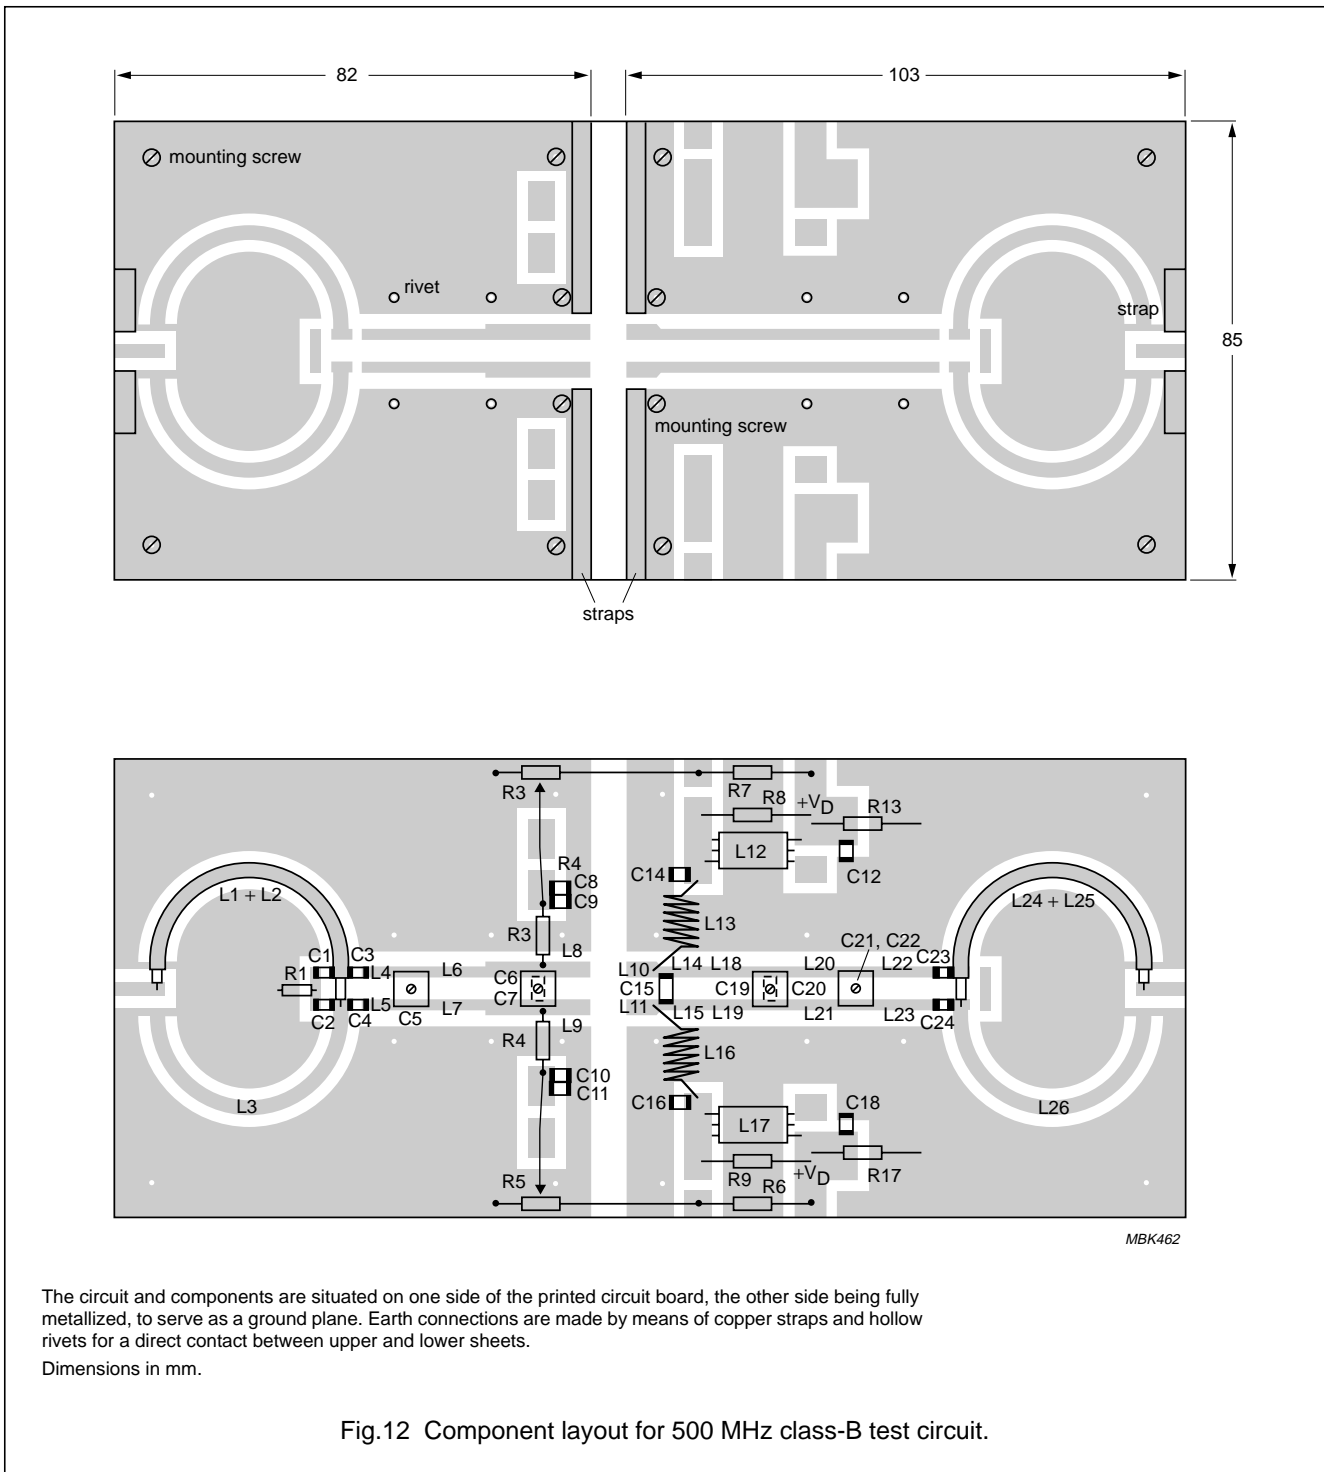 82
103
mounting screw
rivet
strap
85
mounting screw
straps
R3
R7
R8
+VD
R13
L12
C12
R4
C8
C9
C14
L1 + L2
L24 + L25
L13
R3
L8
C21, C22
C1
C3
R1
L4
L6
C6
L10
L14
L18
L20
L22
C23
C15
C19
C20
C7
L5
L7
L11
C2
C4
C5
L9
L15
L19
L21
L23
C24
R4
L16
C10
C11
C16
C18
L3
L17
L26
R5
R9
R6
+VD
R17
MBK462
The circuit and components are situated on one side of the printed circuit board, the other side being fully
metallized, to serve as a ground plane. Earth connections are made by means of copper straps and hollow
rivets for a direct contact between upper and lower sheets.
Dimensions in mm.
Fig.12 Component layout for 500 MHz class-B test circuit.